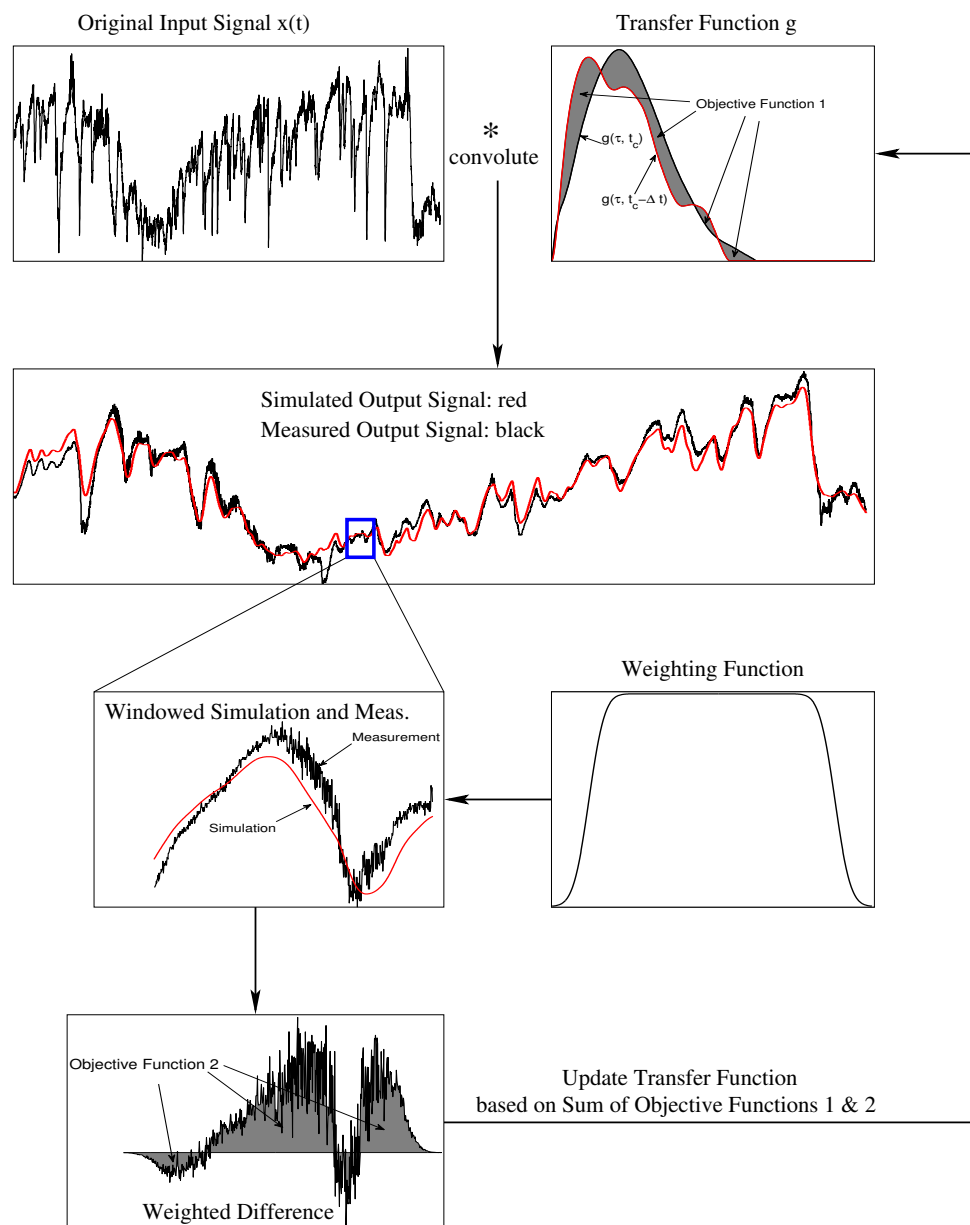 Original Input Signal x(t)
Transfer Function g
Objective Function 1
g(τ, t_c)
g(τ, t_c−Δ t)
*
convolute
Simulated Output Signal: red
Measured Output Signal: black
Weighting Function
Windowed Simulation and Meas.
Measurement
Simulation
Objective Function 2
Weighted Difference
Update Transfer Function
based on Sum of Objective Functions 1 & 2